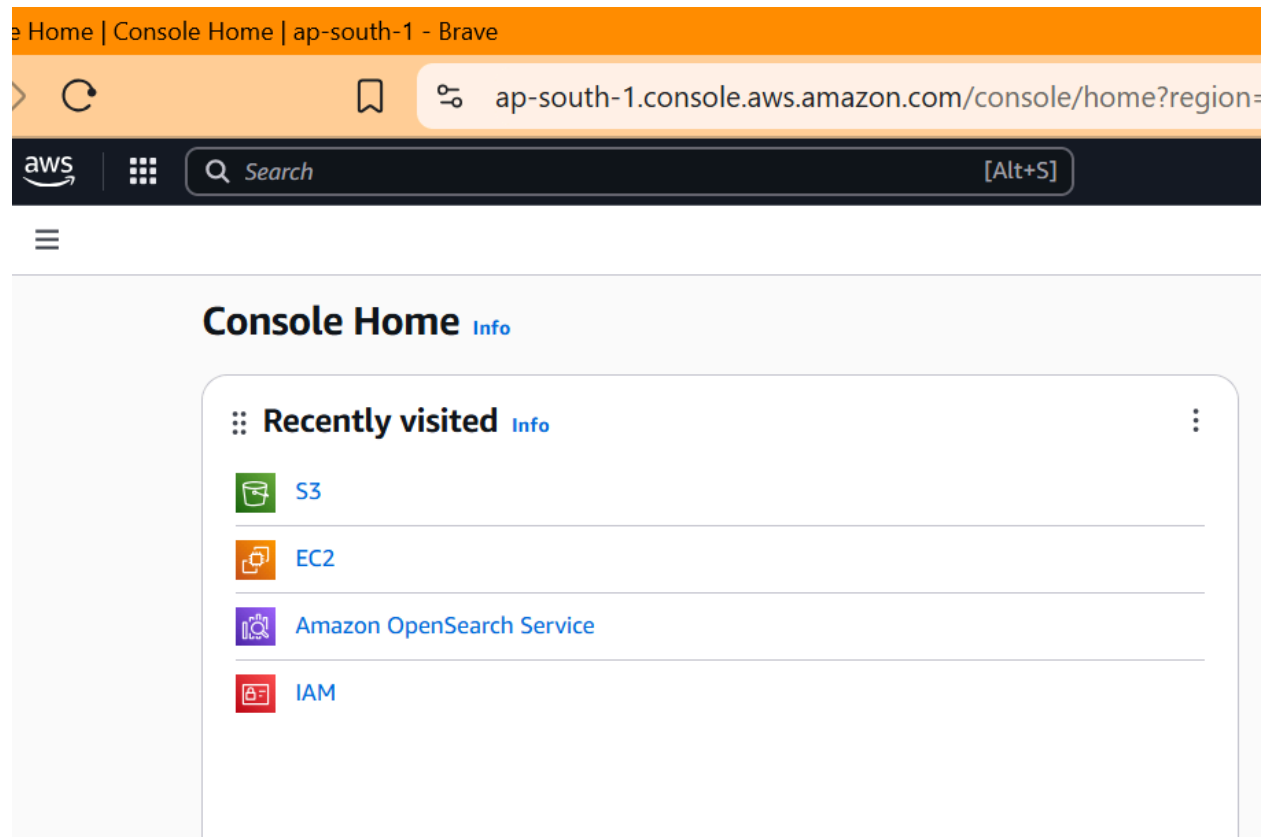 e Home | Console Home | ap-south-1 - Brave
ap-south-1.console.aws.amazon.com/console/home?region=
aws Search [Alt+S]
Console Home Info
Recently visited Info
S3
EC2
Amazon OpenSearch Service
IAM